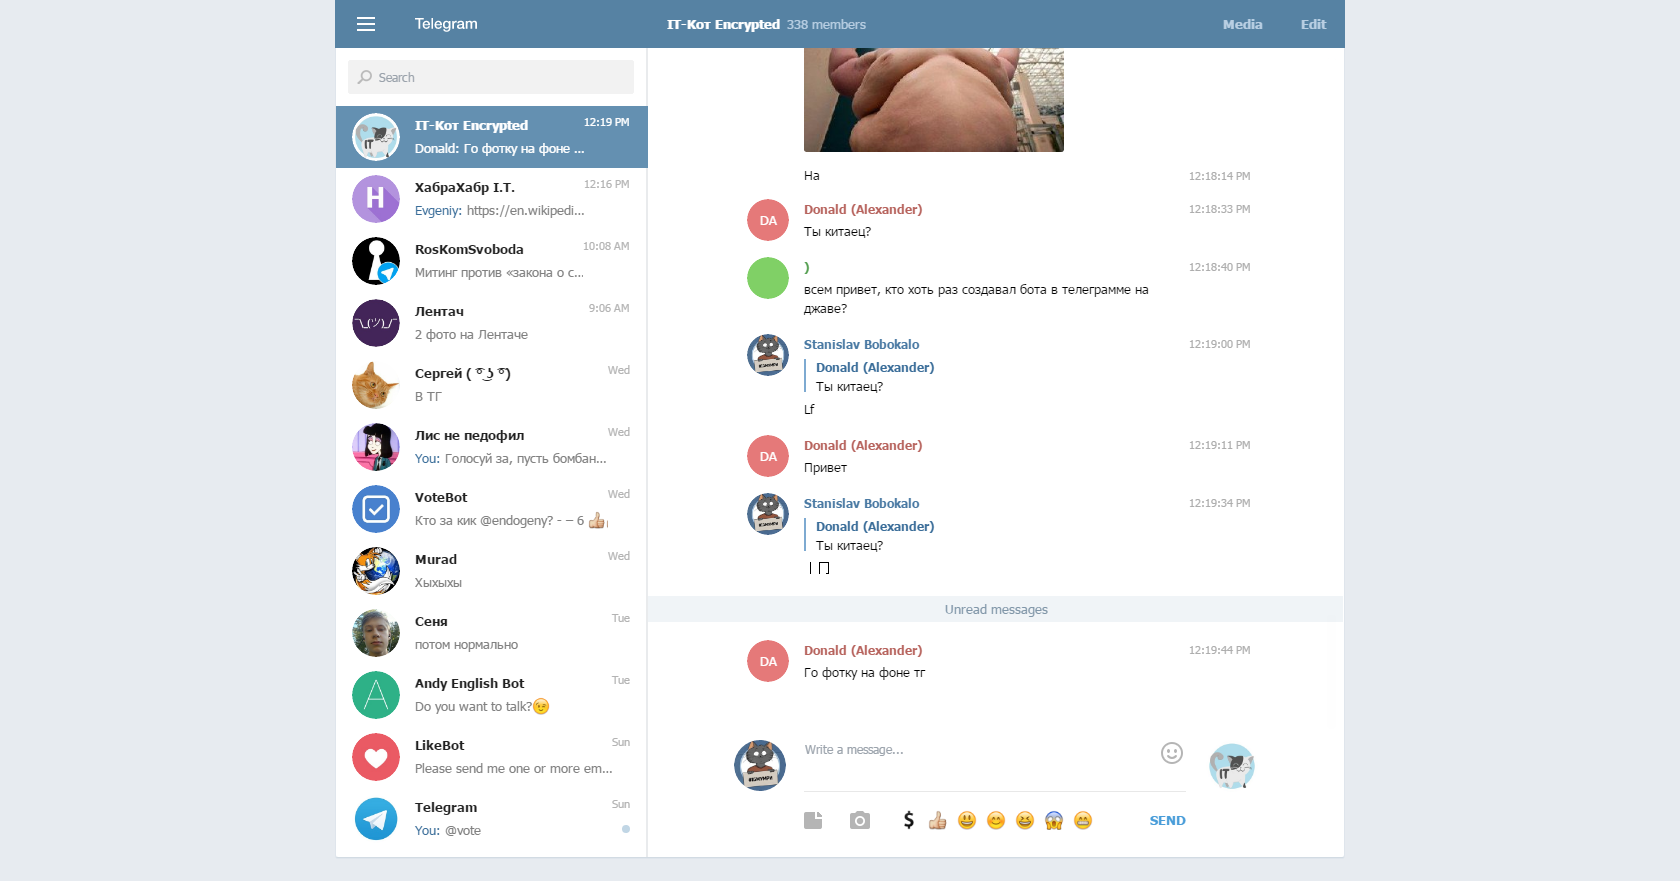 Telegram
IT-Кот Encrypted 338 members
Media
Edit
Search
IT-Кот Encrypted 12:19 PM
Donald: Го фотку на фоне ...
ХабраХабр I.T. 12:16 PM
Evgeniy: https://en.wikipedi...
RosKomSvoboda 10:08 AM
Митинг против «закона о с...
Лентач 9:06 AM
2 фото на Лентаче
Сергей ( ͡° ͜ʖ ͡°) Wed
В ТГ
Лис не педофил Wed
You: Голосуй за, пусть бомбан...
VoteBot Wed
Кто за кик @endogeny? - – 6 👍
Murad Wed
Хыхыхы
Сеня Tue
потом нормально
Andy English Bot Tue
Do you want to talk?😉
LikeBot Sun
Please send me one or more em...
Telegram Sun
You: @vote
На 12:18:14 PM
DA
Donald (Alexander) 12:18:33 PM
Ты китаец?
) 12:18:40 PM
всем привет, кто хоть раз создавал бота в телеграмме на
джаве?
Stanislav Bobokalo 12:19:00 PM
Donald (Alexander)
Ты китаец?
Lf
DA
Donald (Alexander) 12:19:11 PM
Привет
Stanislav Bobokalo 12:19:34 PM
Donald (Alexander)
Ты китаец?
Unread messages
DA
Donald (Alexander) 12:19:44 PM
Го фотку на фоне тг
Write a message...
$ 👍 😃 😊 😆 😱 😁
SEND